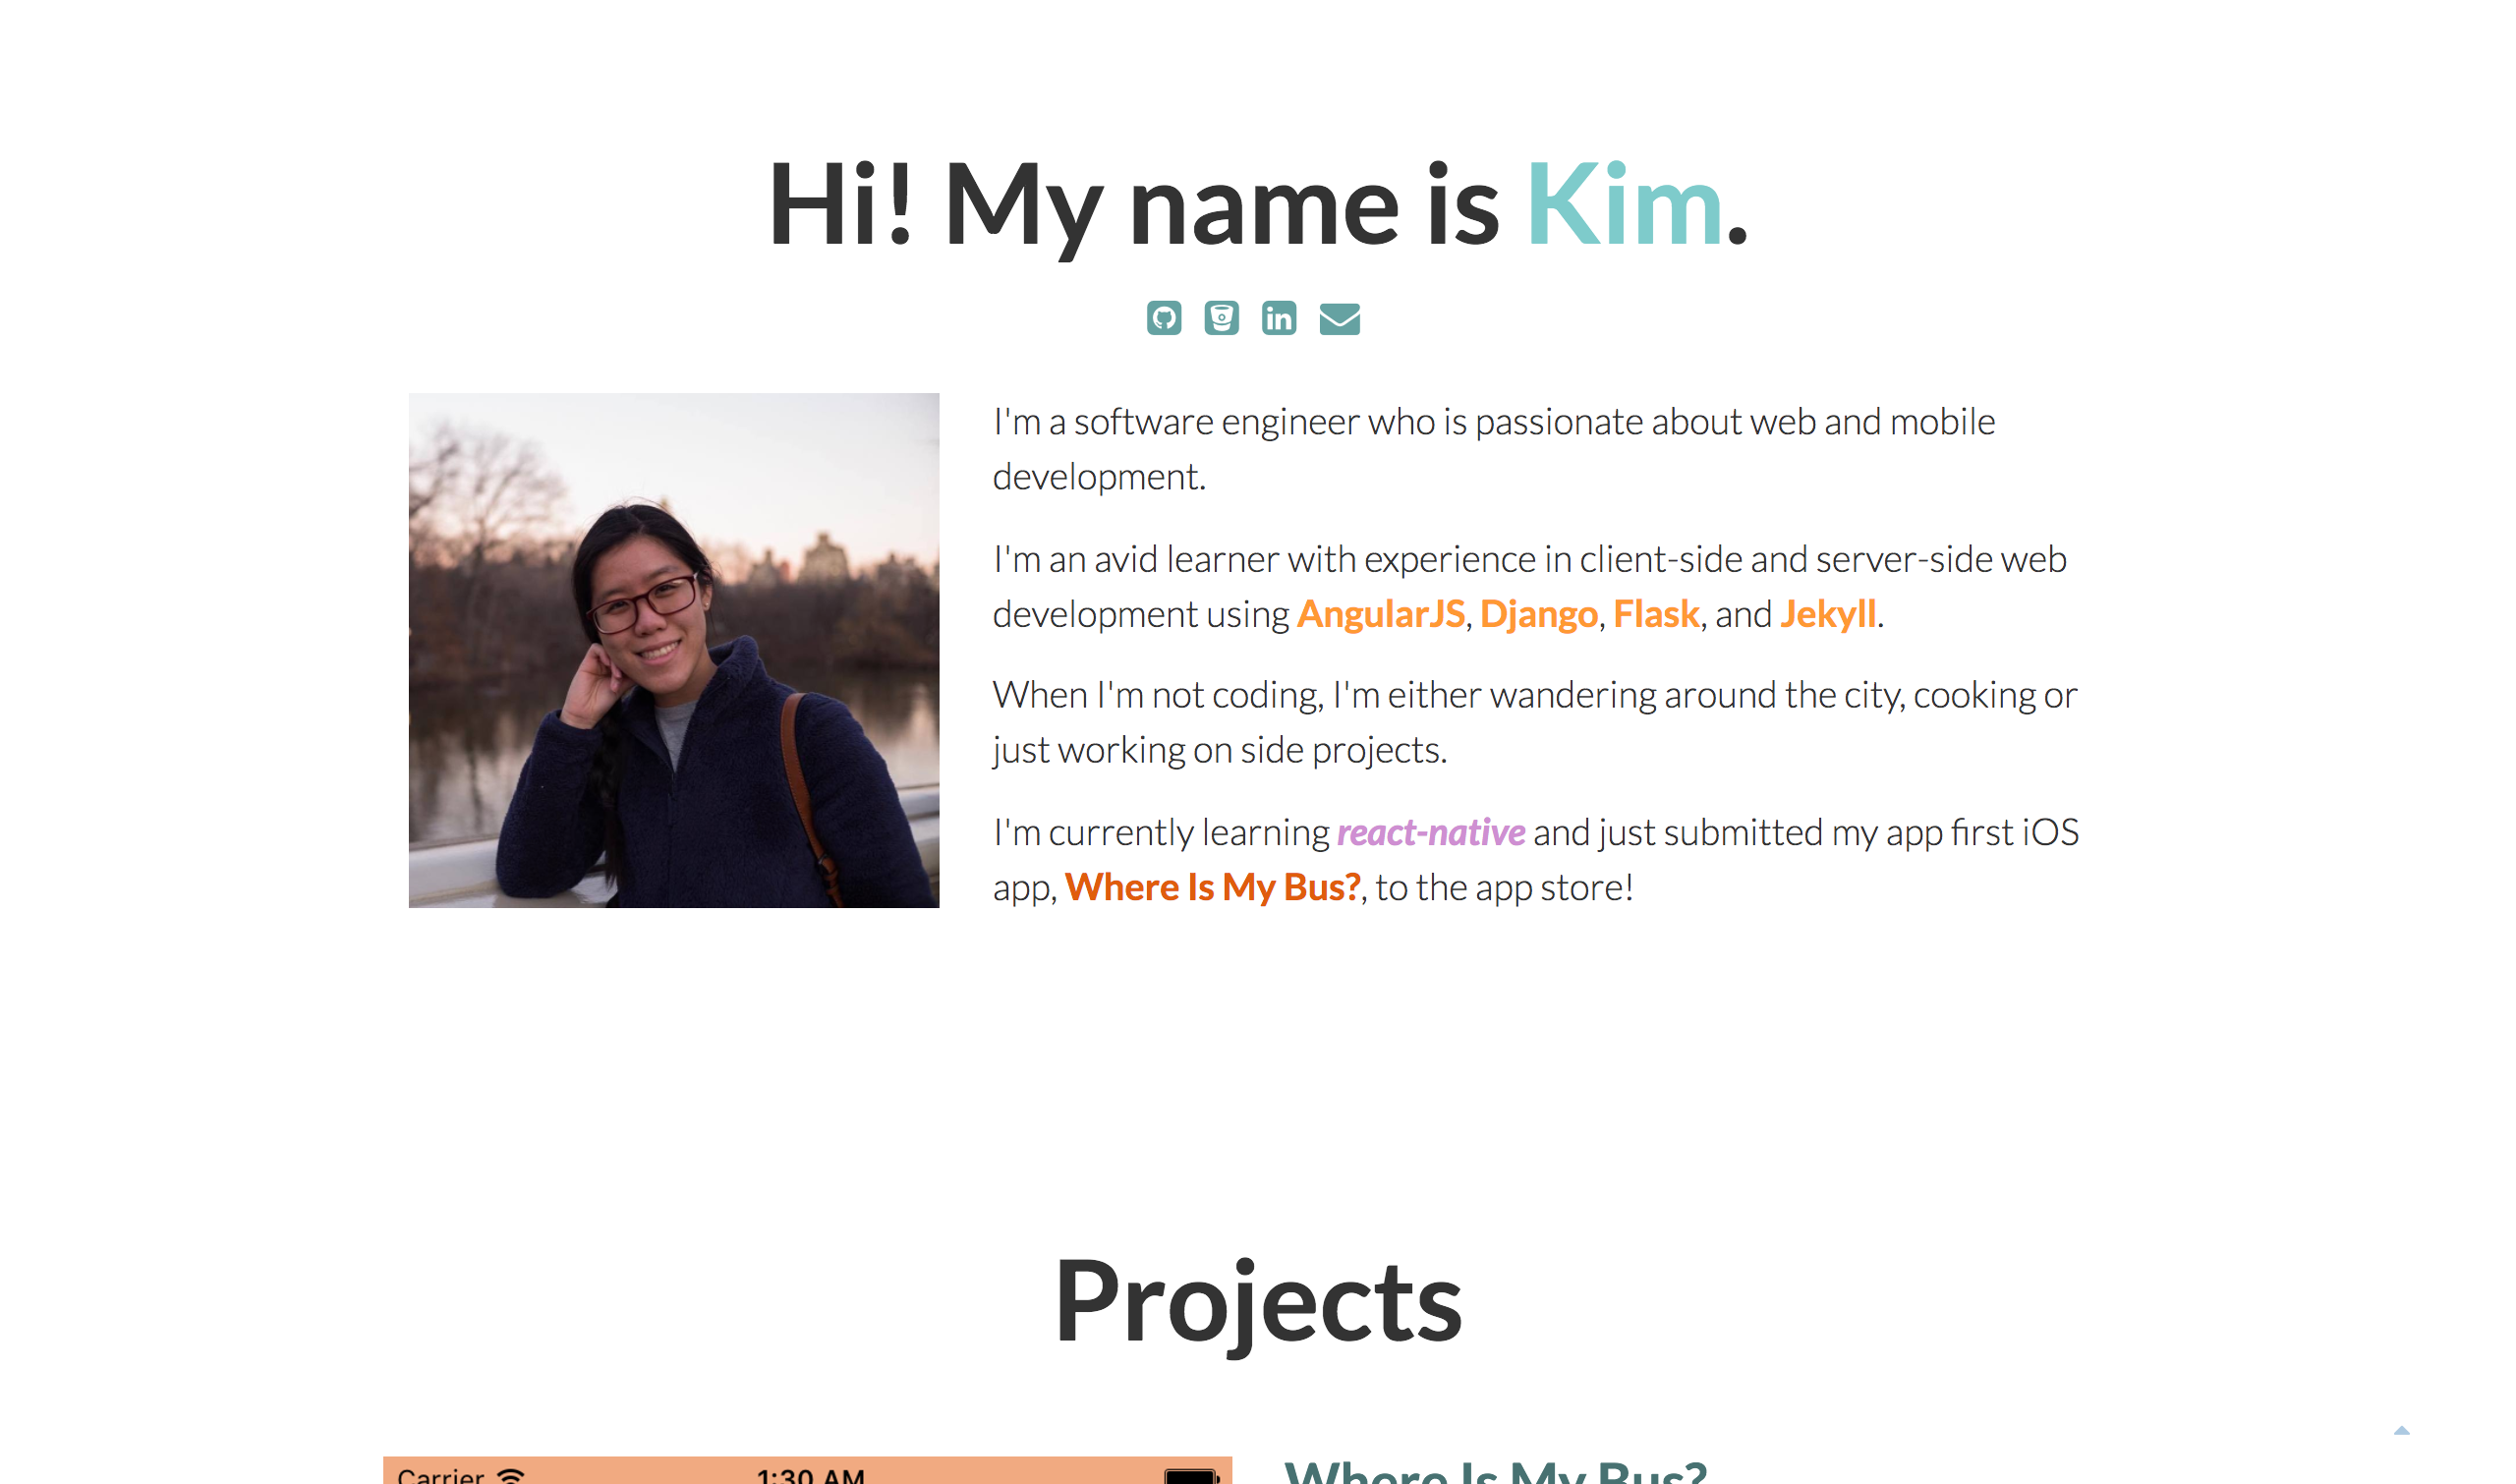 Hi! My name is Kim.
I'm a software engineer who is passionate about web and mobile
development.
I'm an avid learner with experience in client-side and server-side web
development using AngularJS, Django, Flask, and Jekyll.
When I'm not coding, I'm either wandering around the city, cooking or
just working on side projects.
I'm currently learning react-native and just submitted my app first iOS
app, Where Is My Bus?, to the app store!
Projects
Carrier 1:30 AM
Where Is My Bus?